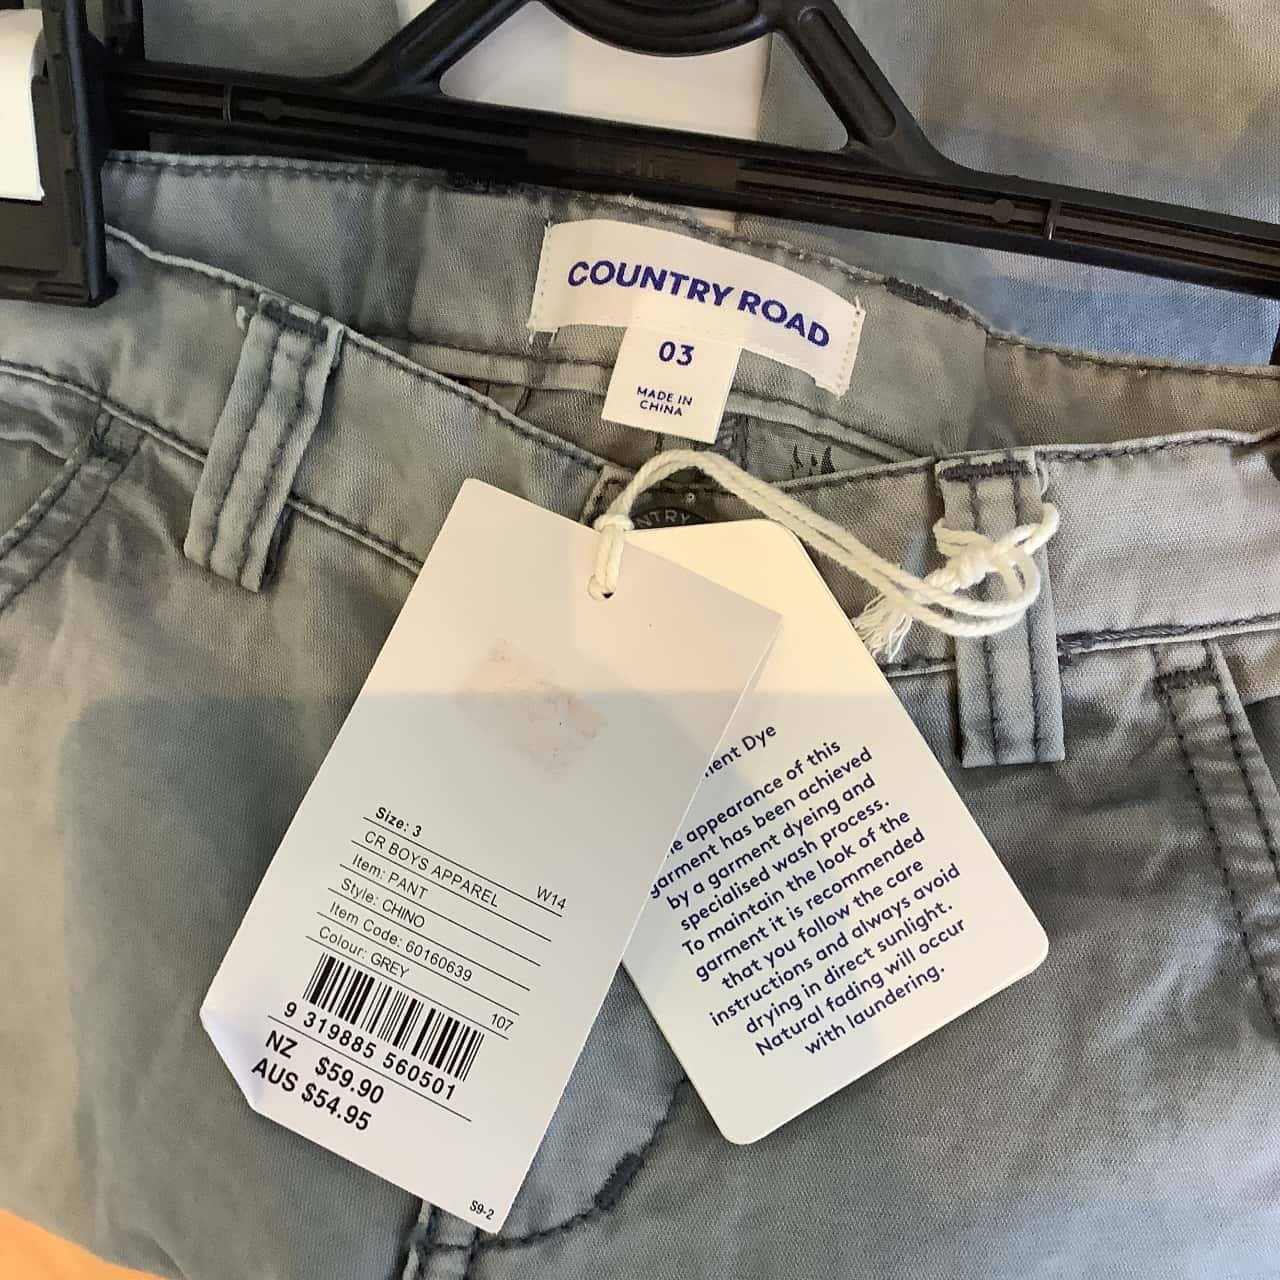 COUNTRY ROAD
03
MADE IN
CHINA
NTRY
Size: 3
CR BOYS APPAREL W14
Item: PANT
Style: CHINO
Item Code: 60160639
Colour: GREY
107
9 319885 560501
NZ $59.90
AUS $54.95
S9-2
Dye
appearance of this
garment has been achieved
by a garment dyeing and
specialised wash process.
To maintain the look of the
garment it is recommended
that you follow the care
instructions and always avoid
drying in direct sunlight.
Natural fading will occur
with laundering.